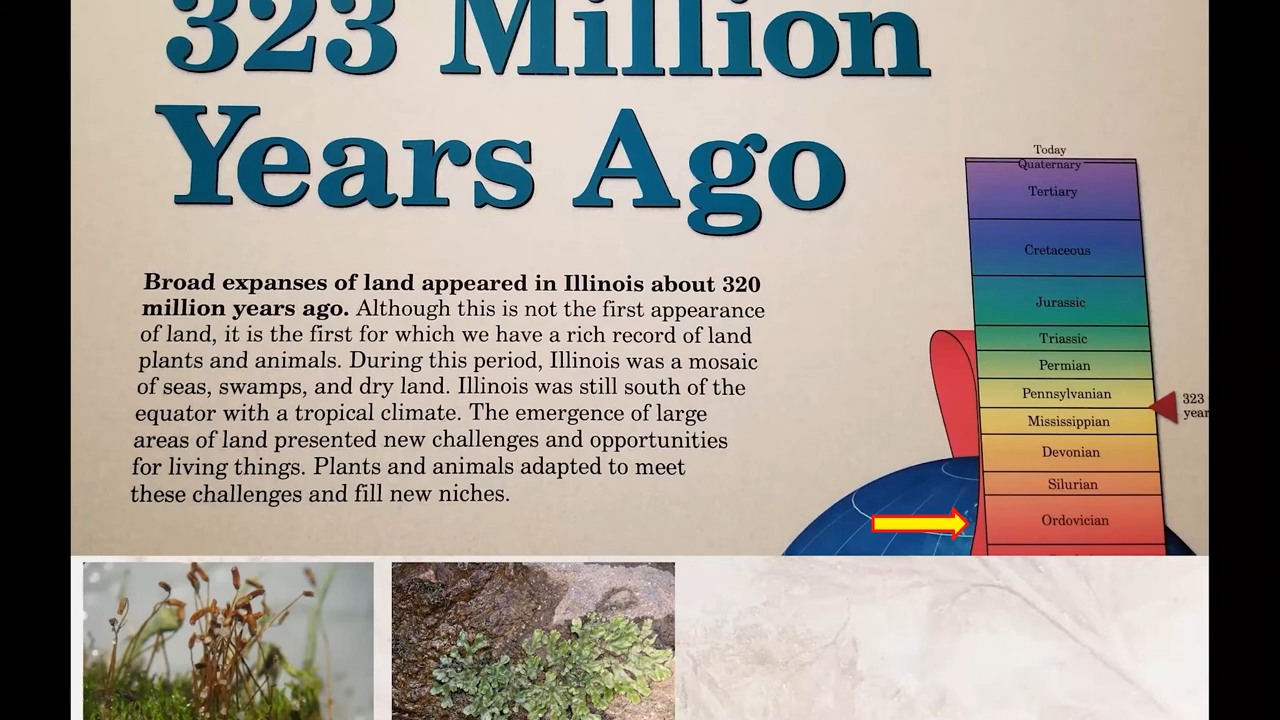 323 Million
Years Ago
Broad expanses of land appeared in Illinois about 320
million years ago. Although this is not the first appearance
of land, it is the first for which we have a rich record of land
plants and animals. During this period, Illinois was a mosaic
of seas, swamps, and dry land. Illinois was still south of the
equator with a tropical climate. The emergence of large
areas of land presented new challenges and opportunities
for living things. Plants and animals adapted to meet
these challenges and fill new niches.
Today
Quaternary
Tertiary
Cretaceous
Jurassic
Triassic
Permian
Pennsylvanian
323
year
Mississippian
Devonian
Silurian
Ordovician